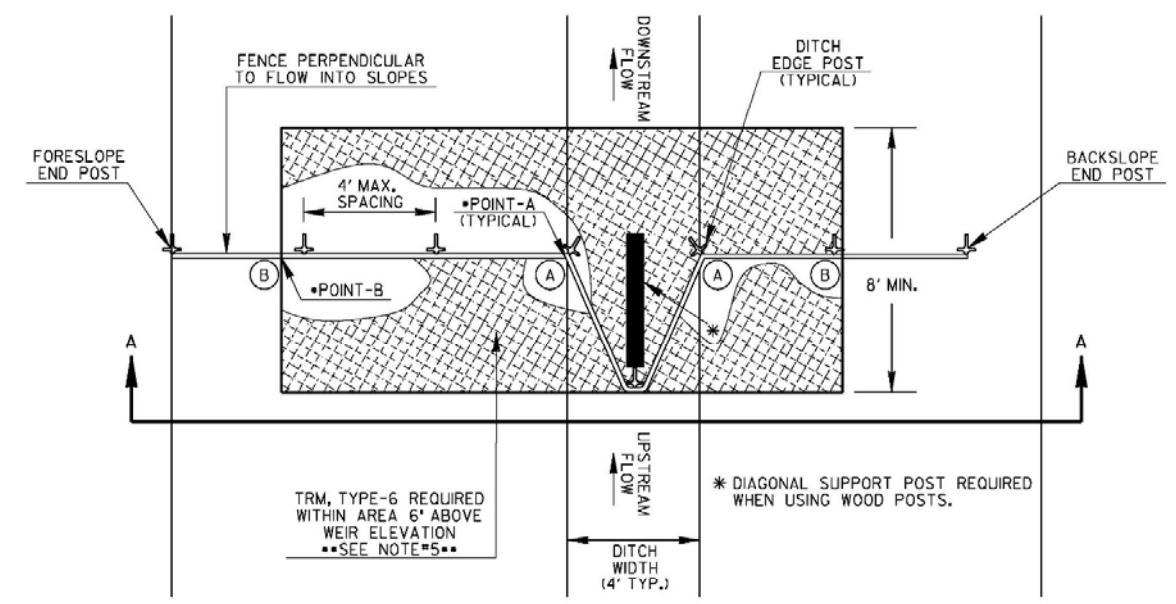 DOWNSTREAM
FLOW
DITCH
EDGE POST
(TYPICAL)
FENCE PERPENDICULAR
TO FLOW INTO SLOPES
FORESLOPE
END POST
BACKSLOPE
END POST
4' MAX.
SPACING
•POINT-A
(TYPICAL)
B
A
A
B
•POINT-B
8' MIN.
*
A
A
UPSTREAM
FLOW
* DIAGONAL SUPPORT POST REQUIRED
WHEN USING WOOD POSTS.
TRM, TYPE-6 REQUIRED
WITHIN AREA 6" ABOVE
WEIR ELEVATION
••SEE NOTE#5••
DITCH
WIDTH
(4' TYP.)